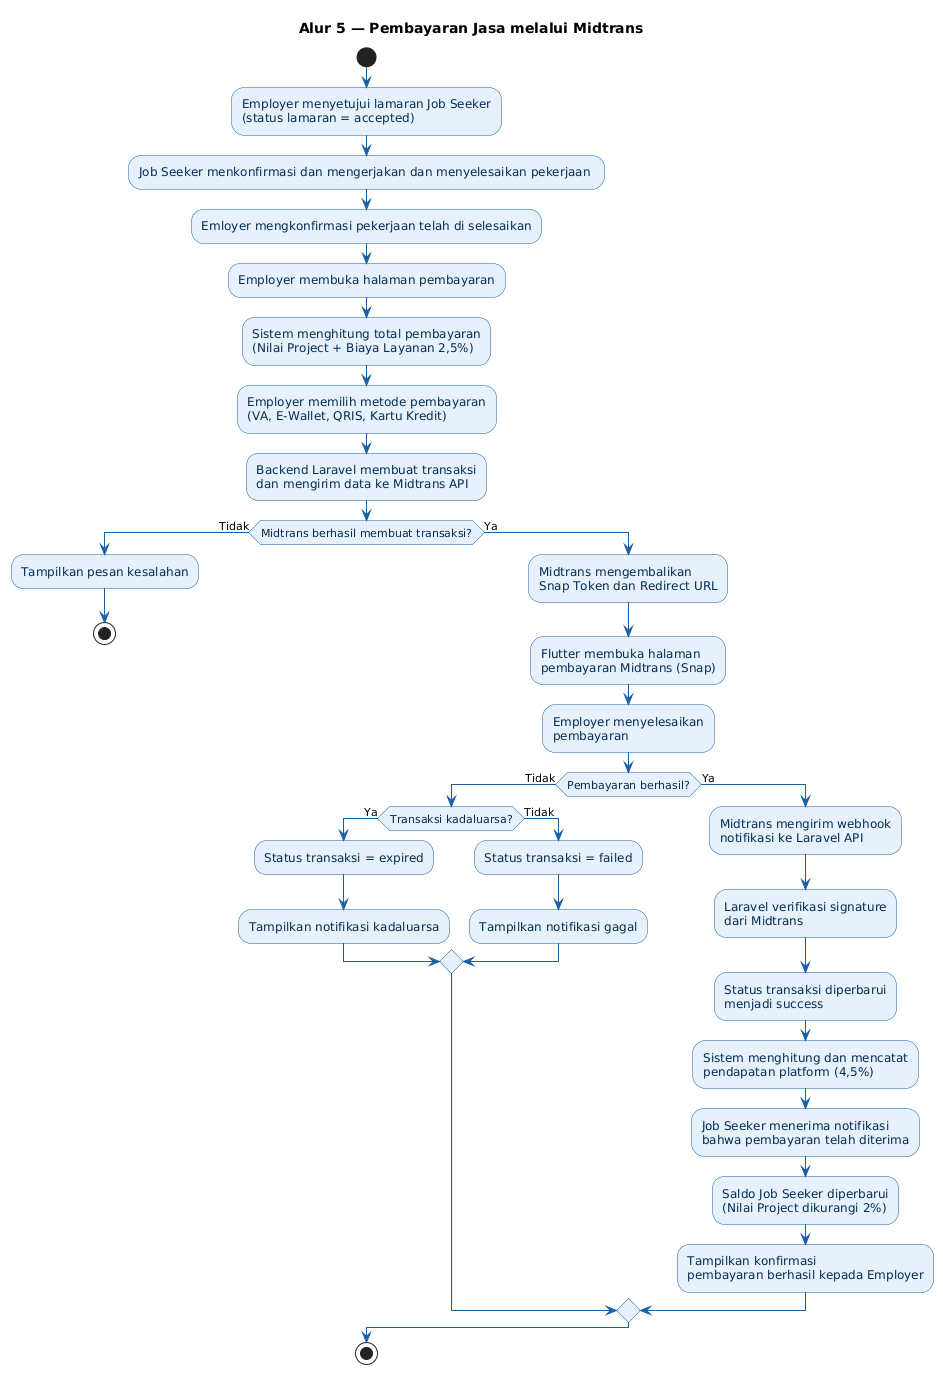 Alur 5 — Pembayaran Jasa melalui Midtrans
Employer menyetujui lamaran Job Seeker
(status lamaran = accepted)
Job Seeker menkonfirmasi dan mengerjakan dan menyelesaikan pekerjaan
Emloyer mengkonfirmasi pekerjaan telah di selesaikan
Employer membuka halaman pembayaran
Sistem menghitung total pembayaran
(Nilai Project + Biaya Layanan 2,5%)
Employer memilih metode pembayaran
(VA, E-Wallet, QRIS, Kartu Kredit)
Backend Laravel membuat transaksi
dan mengirim data ke Midtrans API
Tidak
Midtrans berhasil membuat transaksi?
Ya
Tampilkan pesan kesalahan
Midtrans mengembalikan
Snap Token dan Redirect URL
Flutter membuka halaman
pembayaran Midtrans (Snap)
Employer menyelesaikan
pembayaran
Tidak
Pembayaran berhasil?
Ya
Ya
Transaksi kadaluarsa?
Tidak
Status transaksi = expired
Tampilkan notifikasi kadaluarsa
Status transaksi = failed
Tampilkan notifikasi gagal
Midtrans mengirim webhook
notifikasi ke Laravel API
Laravel verifikasi signature
dari Midtrans
Status transaksi diperbarui
menjadi success
Sistem menghitung dan mencatat
pendapatan platform (4,5%)
Job Seeker menerima notifikasi
bahwa pembayaran telah diterima
Saldo Job Seeker diperbarui
(Nilai Project dikurangi 2%)
Tampilkan konfirmasi
pembayaran berhasil kepada Employer